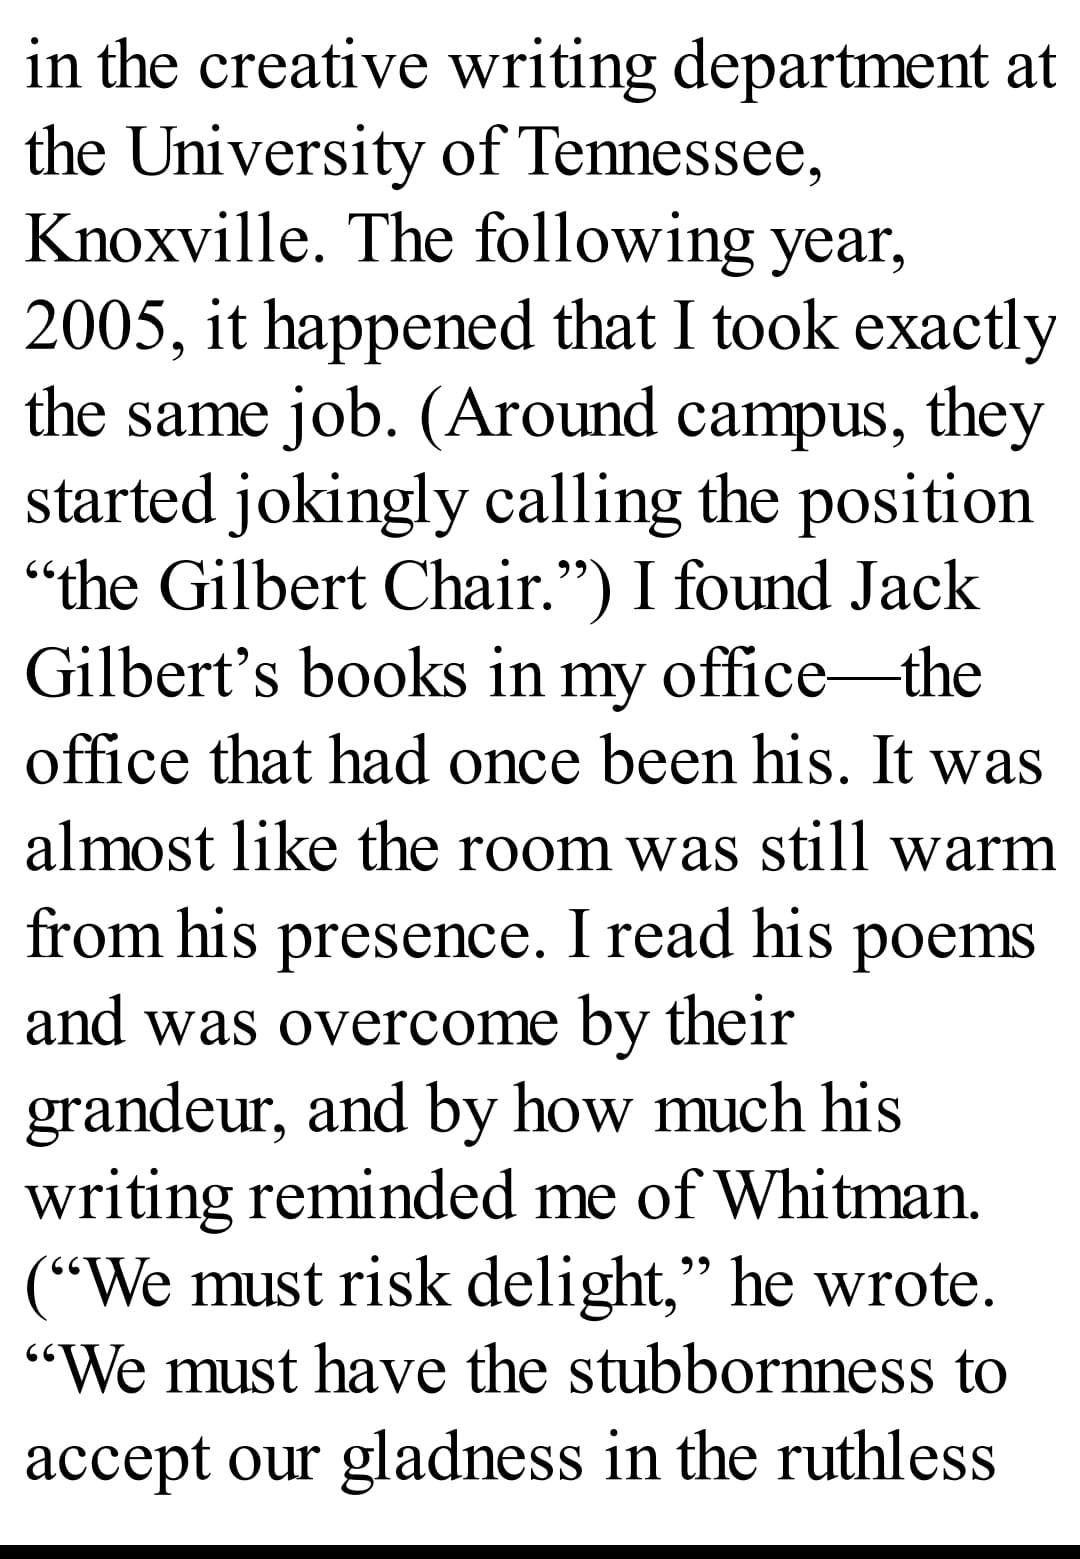 in the creative writing department at
the University of Tennessee,
Knoxville. The following year,
2005, it happened that I took exactly
the same job. (Around campus, they
started jokingly calling the position
“the Gilbert Chair.”) I found Jack
Gilbert’s books in my office—the
office that had once been his. It was
almost like the room was still warm
from his presence. I read his poems
and was overcome by their
grandeur, and by how much his
writing reminded me of Whitman.
(“We must risk delight,” he wrote.
“We must have the stubbornness to
accept our gladness in the ruthless